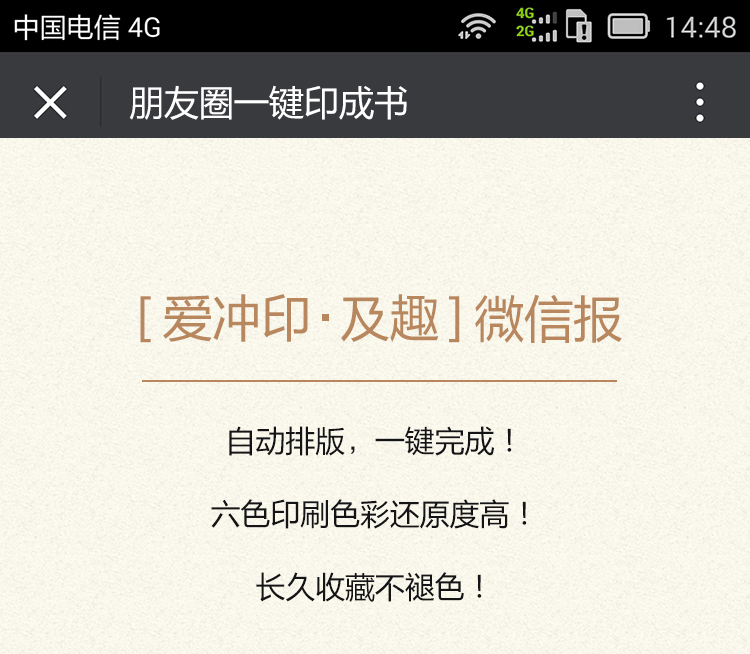 中国电信 4G
4G
2G
14:48
朋友圈一键印成书
[爱冲印·及趣]微信报
自动排版，一键完成！
六色印刷色彩还原度高！
长久收藏不褪色！